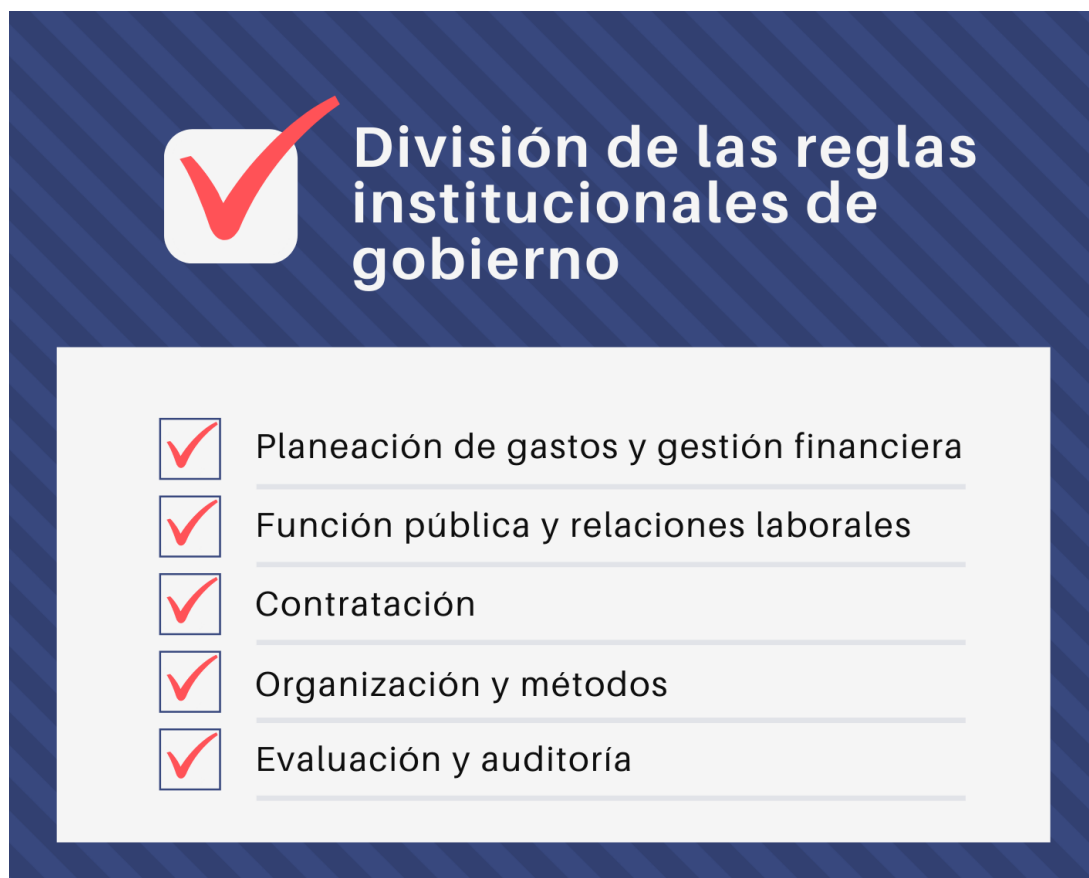 División de las reglas
institucionales de
gobierno
Planeación de gastos y gestión financiera
Función pública y relaciones laborales
Contratación
Organización y métodos
Evaluación y auditoría